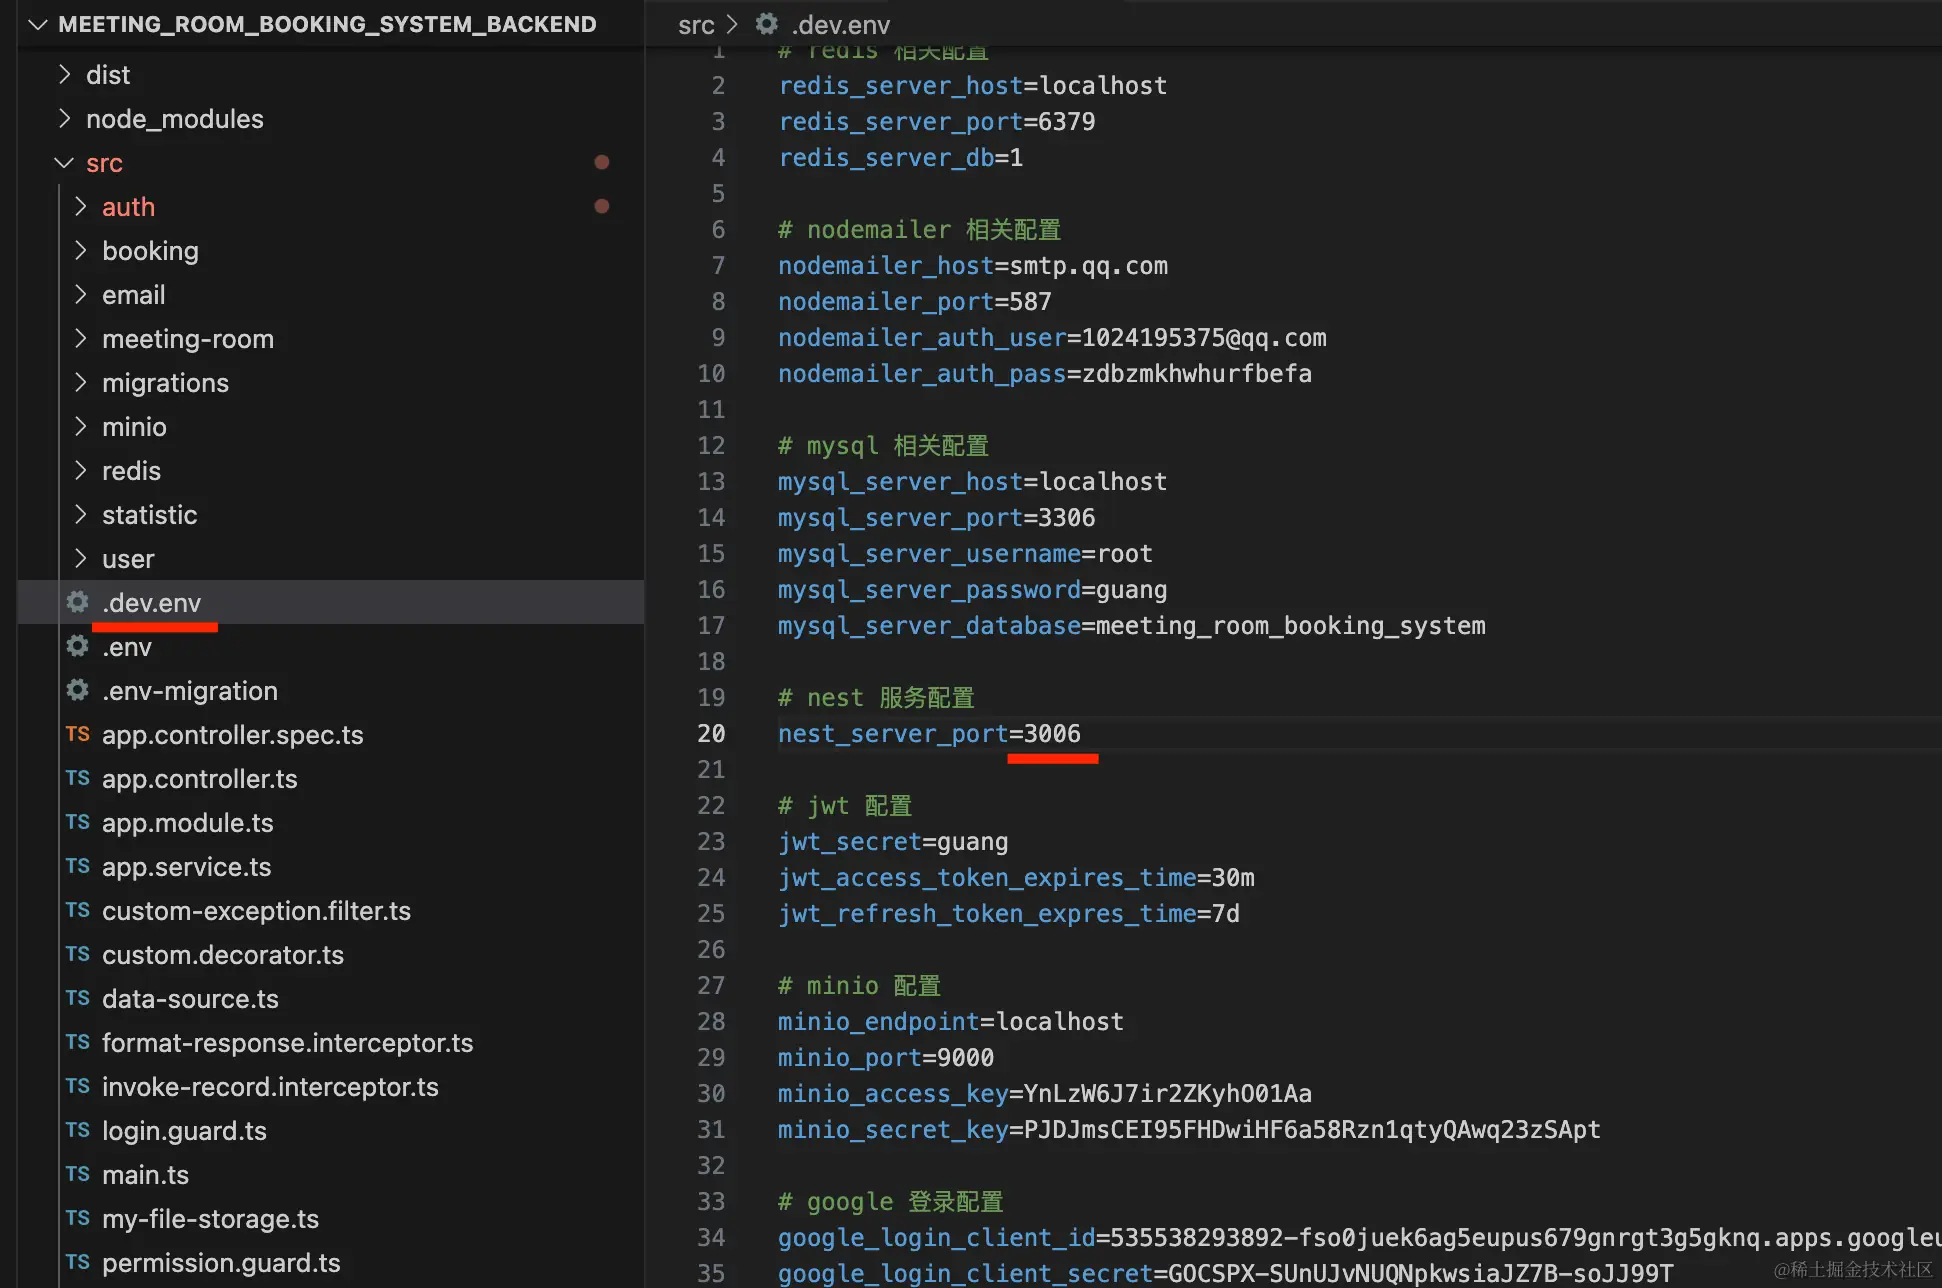 MEETING_ROOM_BOOKING_SYSTEM_BACKEND
dist
node_modules
src
auth
booking
email
meeting-room
migrations
minio
redis
statistic
user
.dev.env
.env
.env-migration
TS app.controller.spec.ts
TS app.controller.ts
TS app.module.ts
TS app.service.ts
TS custom-exception.filter.ts
TS custom.decorator.ts
TS data-source.ts
TS format-response.interceptor.ts
TS invoke-record.interceptor.ts
TS login.guard.ts
TS main.ts
TS my-file-storage.ts
TS permission.guard.ts
src > .dev.env
1 # redis 相关配置
2 redis_server_host=localhost
3 redis_server_port=6379
4 redis_server_db=1
5
6 # nodemailer 相关配置
7 nodemailer_host=smtp.qq.com
8 nodemailer_port=587
9 nodemailer_auth_user=1024195375@qq.com
10 nodemailer_auth_pass=zdbzmkhwhurfbefa
11
12 # mysql 相关配置
13 mysql_server_host=localhost
14 mysql_server_port=3306
15 mysql_server_username=root
16 mysql_server_password=guang
17 mysql_server_database=meeting_room_booking_system
18
19 # nest 服务配置
20 nest_server_port=3006
21
22 # jwt 配置
23 jwt_secret=guang
24 jwt_access_token_expires_time=30m
25 jwt_refresh_token_expres_time=7d
26
27 # minio 配置
28 minio_endpoint=localhost
29 minio_port=9000
30 minio_access_key=YnLzW6J7ir2ZKyhO01Aa
31 minio_secret_key=PJDJmsCEI95FHDwiHF6a58Rzn1qtyQAwq23zSApt
32
33 # google 登录配置
34 google_login_client_id=535538293892-fso0juek6ag5eupus679gnrgt3g5gknq.apps.googleu
35 google_login_client_secret=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
@稀土掘金技术社区